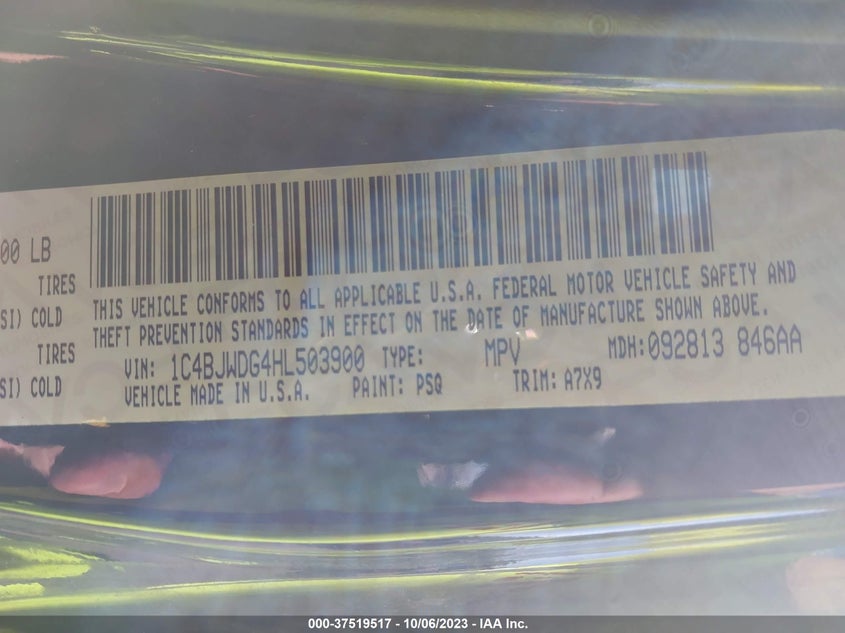 00 LB
TIRES
SI) COLD
TIRES
SI) COLD
THIS VEHICLE CONFORMS TO ALL APPLICABLE U.S.A. FEDERAL MOTOR VEHICLE SAFETY AND
THEFT PREVENTION STANDARDS IN EFFECT ON THE DATE OF MANUFACTURE SHOWN ABOVE.
VIN: 1C4BJWDG4HL503900 TYPE: MPV MDH:092813 846AA
VEHICLE MADE IN U.S.A. PAINT: PSQ TRIM: A7X9
000-37519517 - 10/06/2023 - IAA Inc.